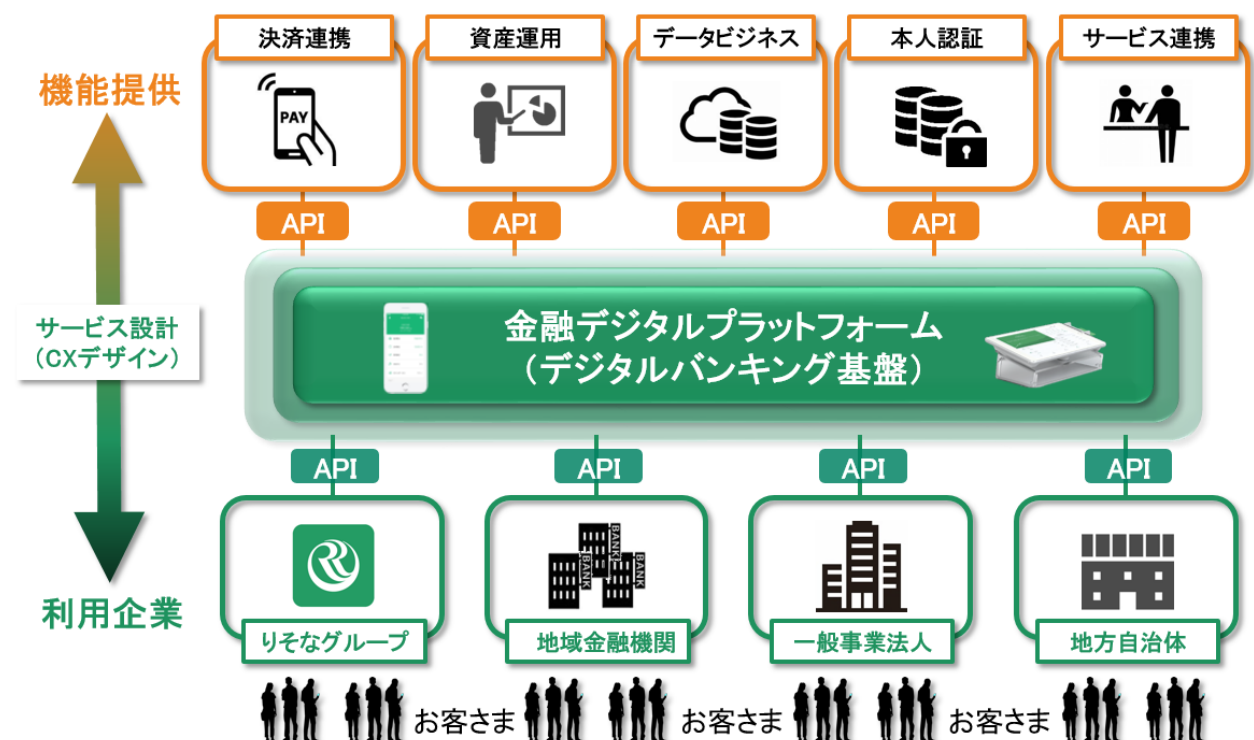 決済連携
資産運用
データビジネス
本人認証
サービス連携
機能提供
PAY
API
API
API
API
API
サービス設計
(CXデザイン)
金融デジタルプラットフォーム
(デジタルバンキング基盤)
API
API
API
API
BANK
BANK
BANK
利用企業
りそなグループ
地域金融機関
一般事業法人
地方自治体
お客さま
お客さま
お客さま